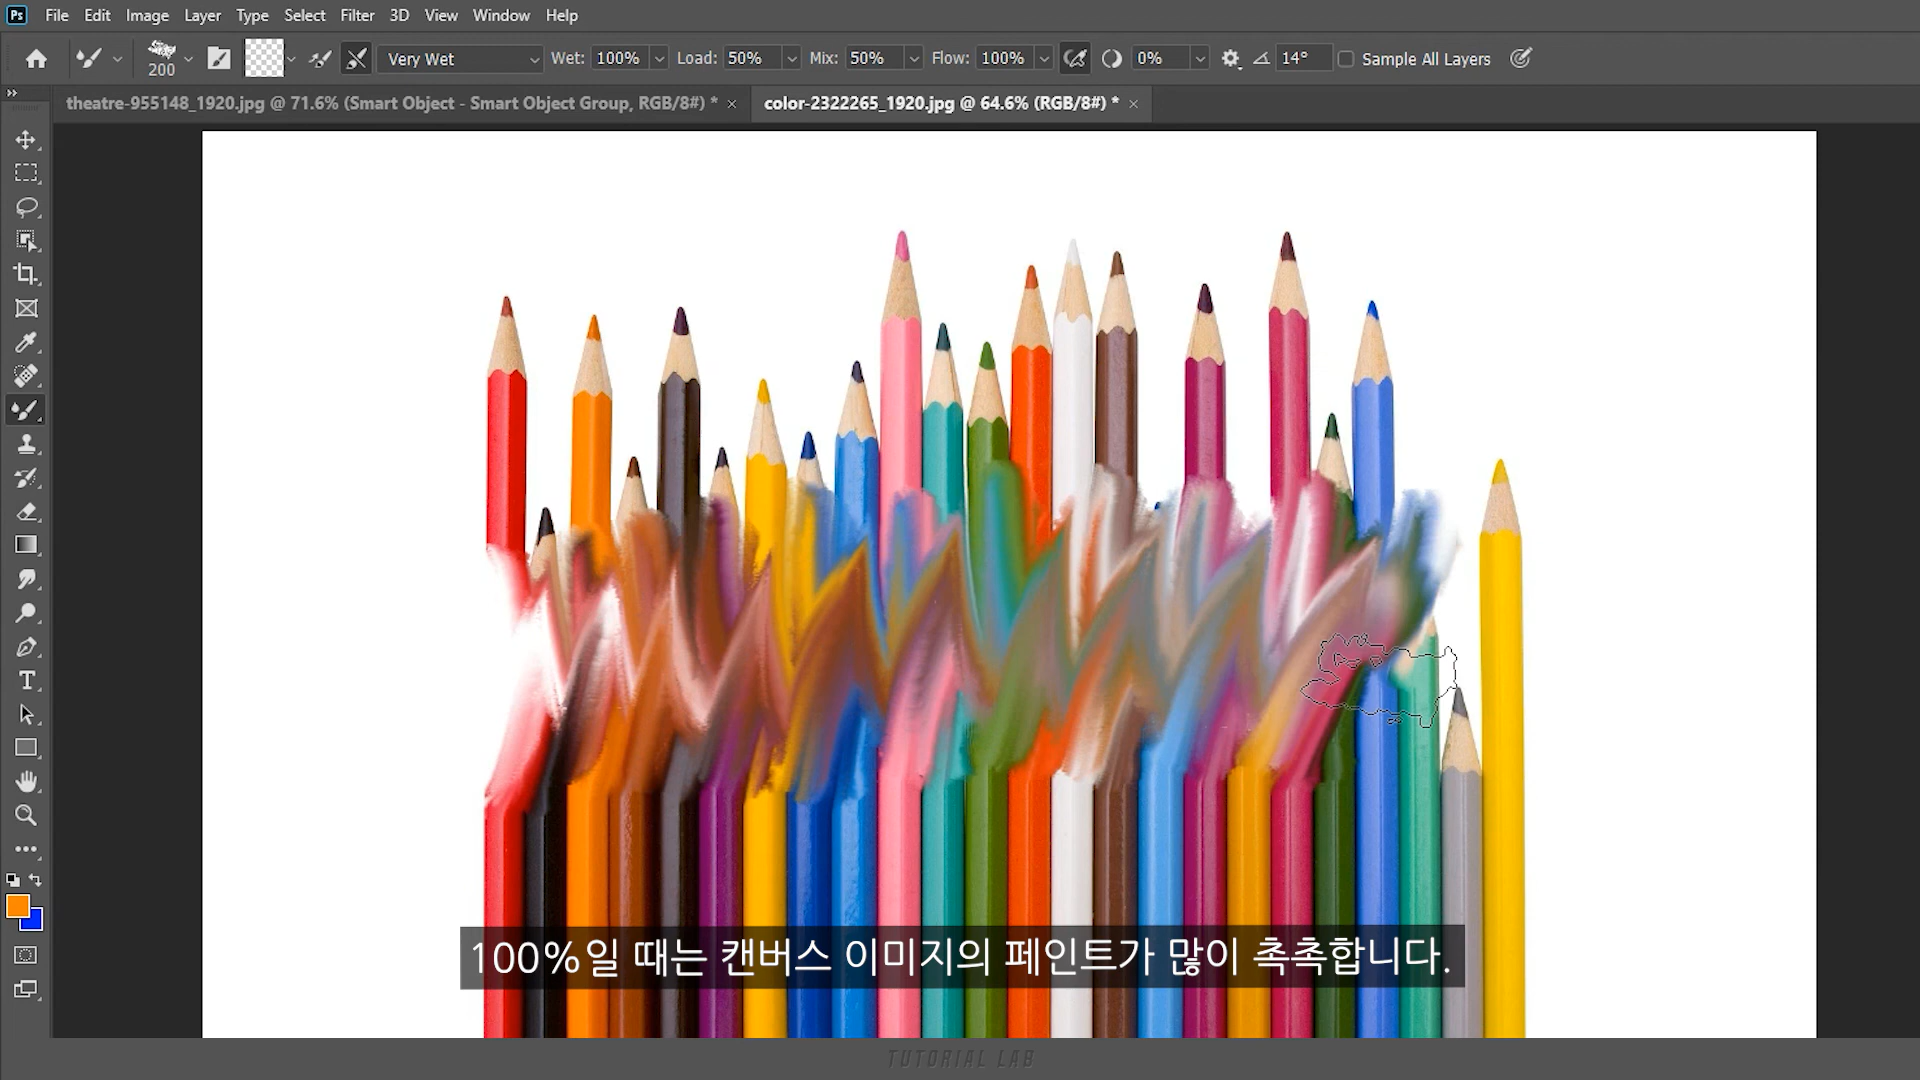 Ps File Edit Image Layer Type Select Filter 3D View Window Help
200 Very Wet Wet: 100% Load: 50% Mix: 50% Flow: 100% 0% 14° Sample All Layers
theatre-955148_1920.jpg @ 71.6% (Smart Object - Smart Object Group, RGB/8#) * × color-2322265_1920.jpg @ 64.6% (RGB/8#) * ×
100%일 때는 캔버스 이미지의 페인트가 많이 촉촉합니다.
TUTORIAL LAB